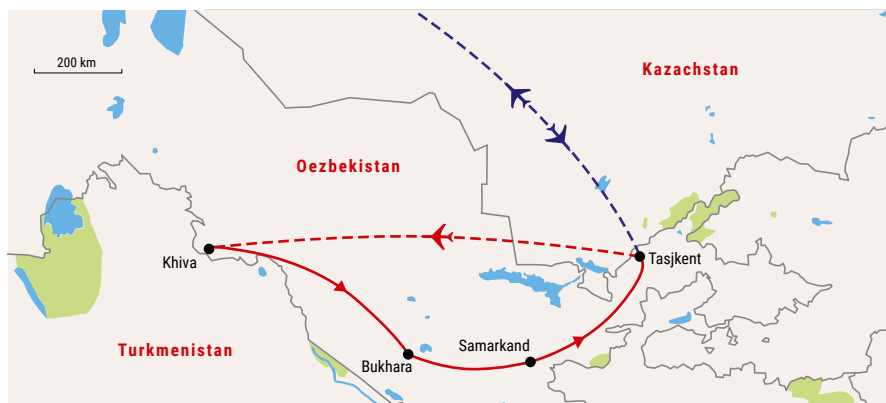 200 km
Kazachstan
Oezbekistan
Khiva
Tasjkent
Turkmenistan
Samarkand
Bukhara